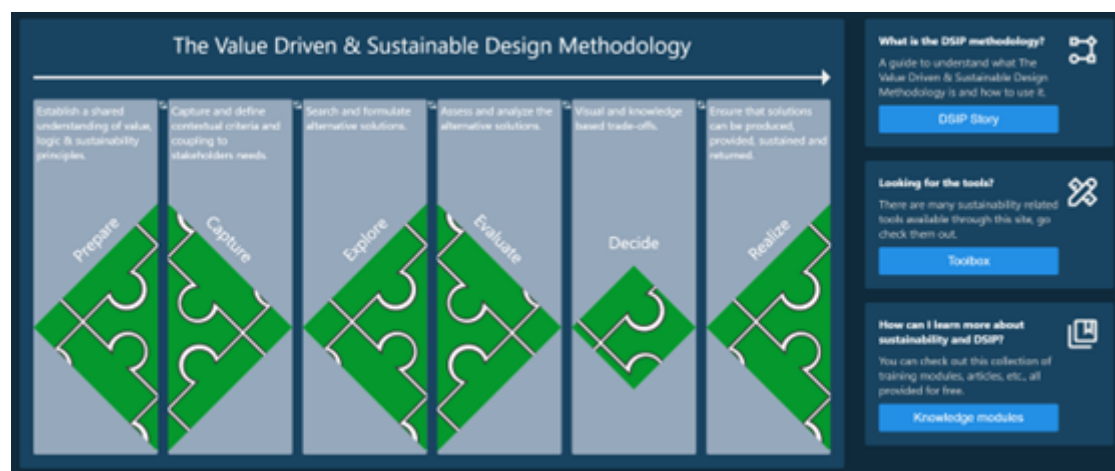 The Value Driven & Sustainable Design Methodology
Establish a shared
understanding of value,
logic & sustainability
principles.
Capture and define
contextual criteria and
coupling to
stakeholders needs.
Search and formulate
alternative solutions.
Assess and analyze the
alternative solutions.
Visual and knowledge
based trade-offs.
Ensure that solutions
can be produced,
provided, sustained and
returned.
Prepare
Capture
Explore
Evaluate
Decide
Realize
What is the DSIP methodology?
A guide to understand what The
Value Driven & Sustainable Design
Methodology is and how to use it.
DSIP Story
Looking for the tools?
There are many sustainability related
tools available through this site, go
check them out.
Toolbox
How can I learn more about
sustainability and DSIP?
You can check out this collection of
training modules, articles, etc., all
provided for free.
Knowledge modules